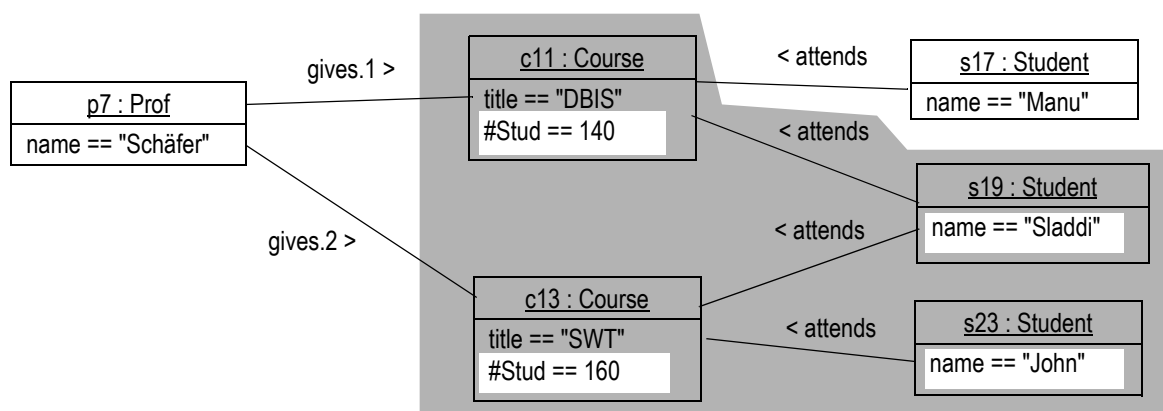 c11 : Course
< attends
s17 : Student
gives.1 >
p7 : Prof
title == "DBIS"
name == "Manu"
#Stud == 140
< attends
name == "Schäfer"
s19 : Student
gives.2 >
< attends
name == "Sladdi"
c13 : Course
< attends
s23 : Student
title == "SWT"
#Stud == 160
name == "John"